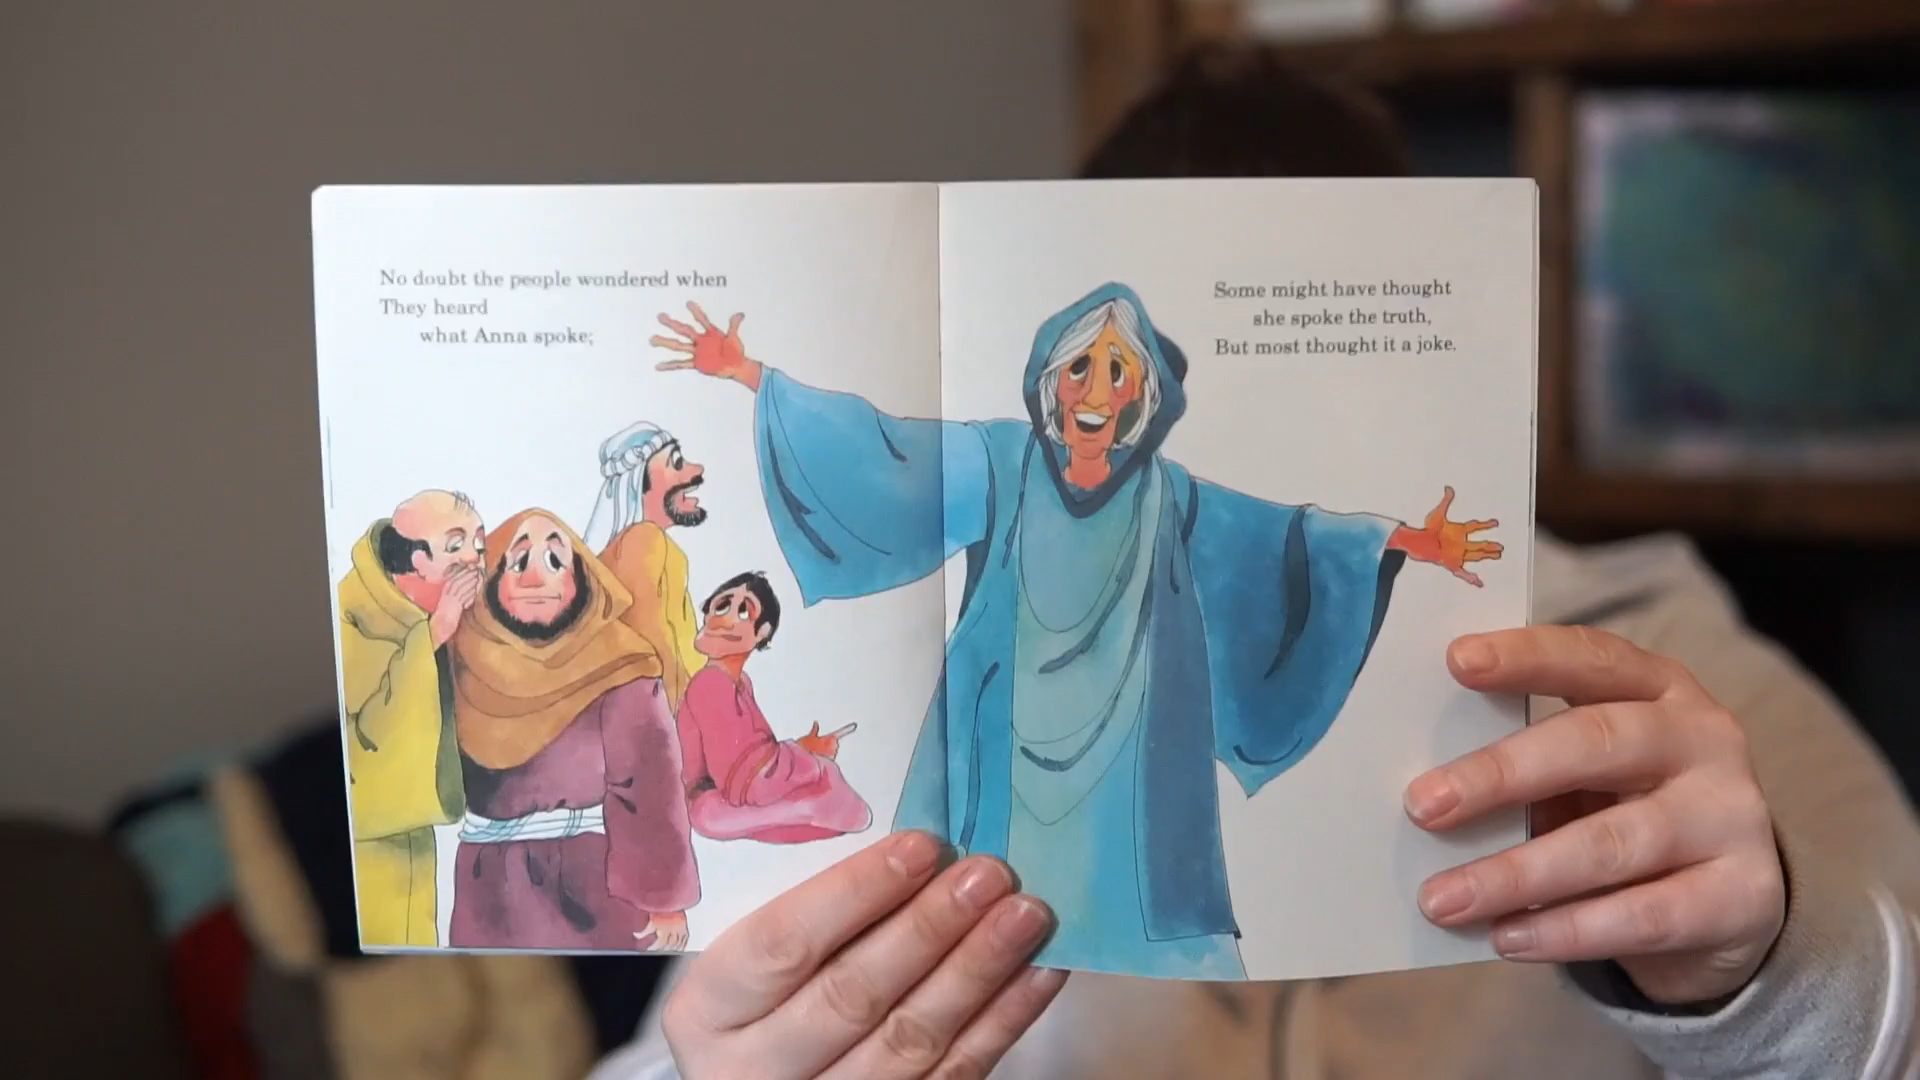 No doubt the people wondered when
They heard
what Anna spoke;
Some might have thought
she spoke the truth,
But most thought it a joke.